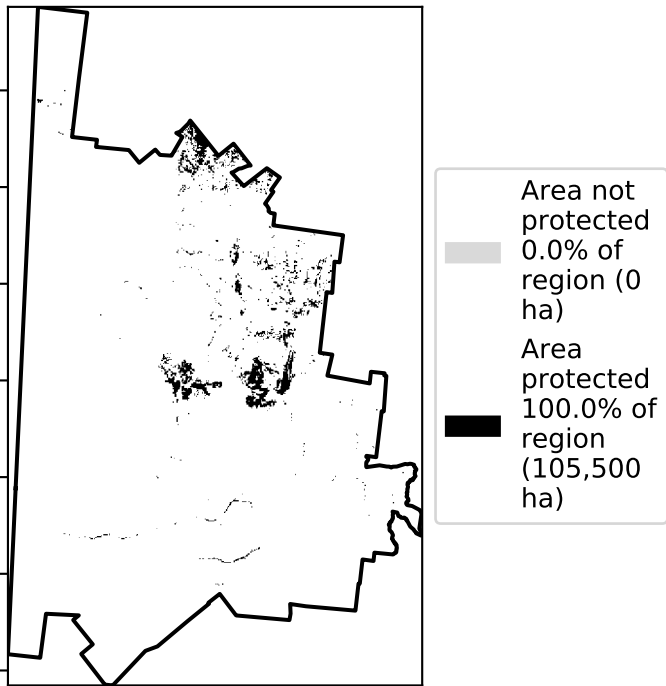 Area not
protected
0.0% of
region (0
ha)
Area
protected
100.0% of
region
(105,500
ha)